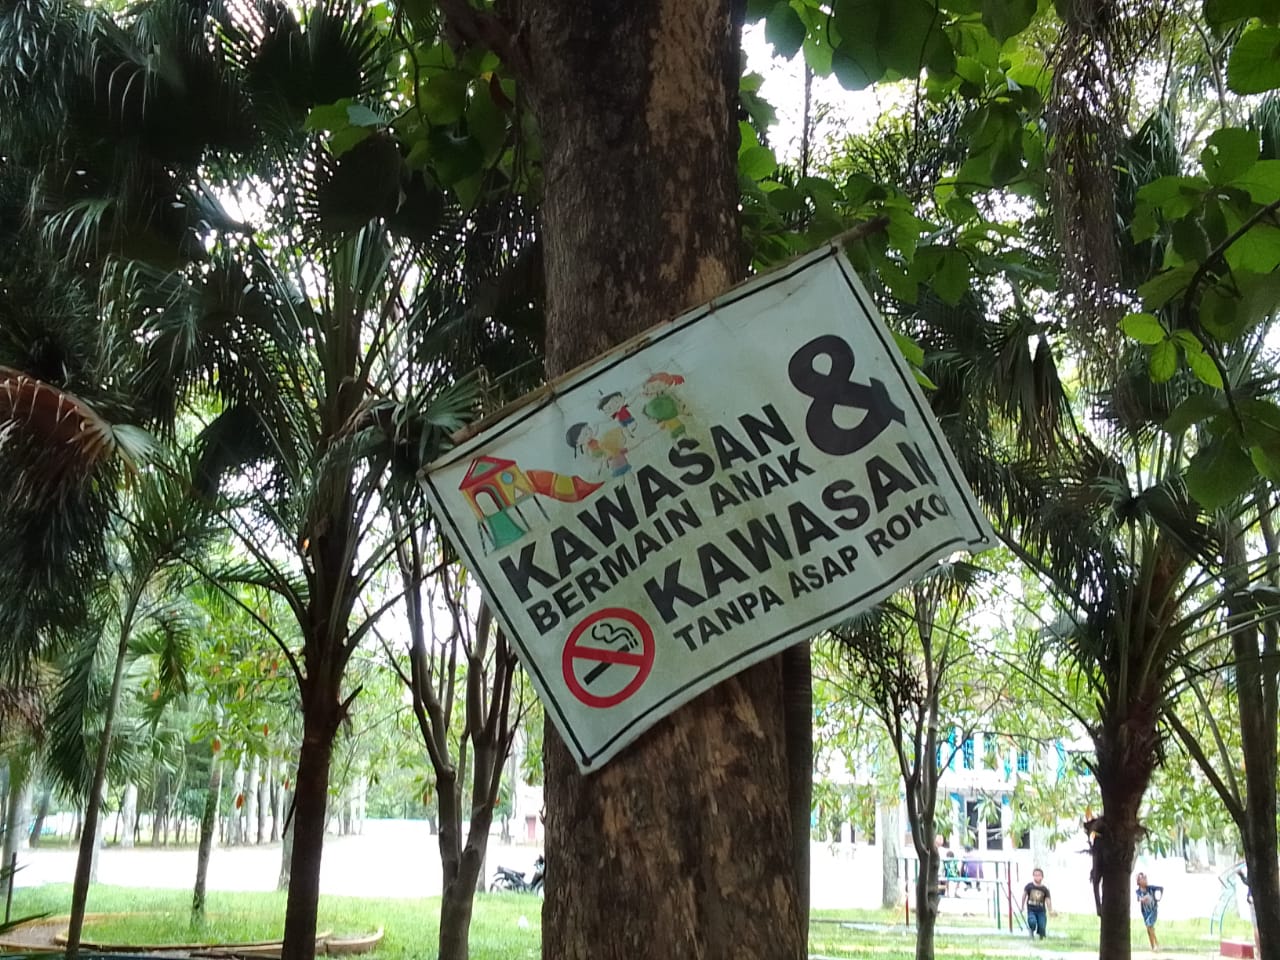 KAWASAN
BERMAIN ANAK
&
KAWASAN
TANPA ASAP ROKO